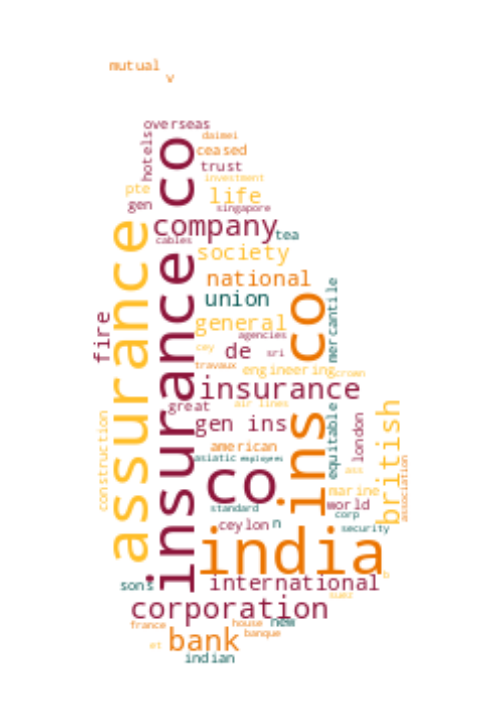 mutual
v
overseas
daimei
hotels
co
ceased
trust
investment
pte
life
gen
singapore
company
tea
cables
society
assurance
insurance
national
mercantile
union
co
general
fire
agencies
cey
de
sri
travaux
engineering
crown
insurance
great
air lines
british
gen ins
ins
equitable
london
construction
american
asiatic
employees
ass
association
co
marine
standard
world
corp
ceylon
n
security
india
international
b
sons
suez
corporation
france
house
new
banque
bank
et
indian